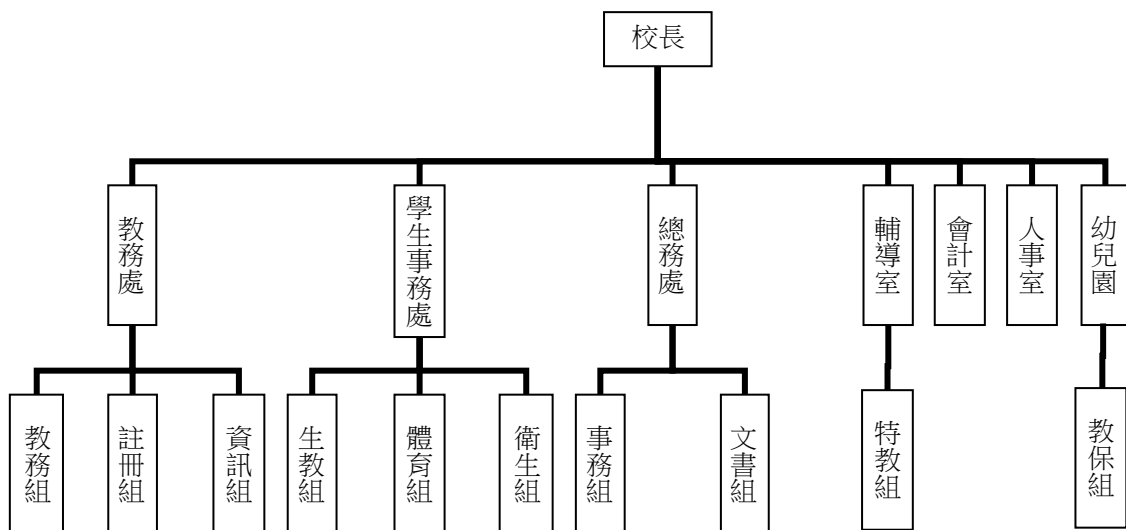 校長
教務處
學生事務處
總務處
輔導室
會計室
人事室
幼兒園
教務組
註冊組
資訊組
生教組
體育組
衛生組
事務組
文書組
特教組
教保組